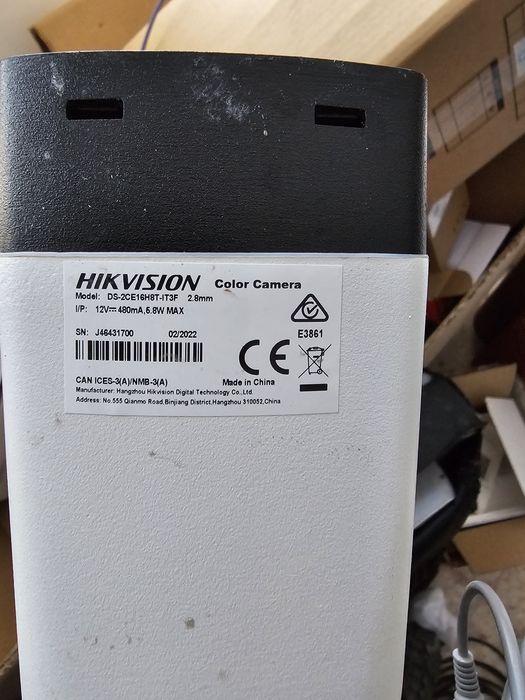 HIKVISION Color Camera
Model: DS-2CE16H8T-IT3F 2.8mm
I/P: 12V⎓480mA,5.8W MAX
SN: J46431700 02/2022
E3861
CE
CAN ICES-3(A)/NMB-3(A) Made in China
Manufacturer: Hangzhou Hikvision Digital Technology Co.,Ltd.
Address: No.555 Qianmo Road,Binjiang District,Hangzhou 310052,China